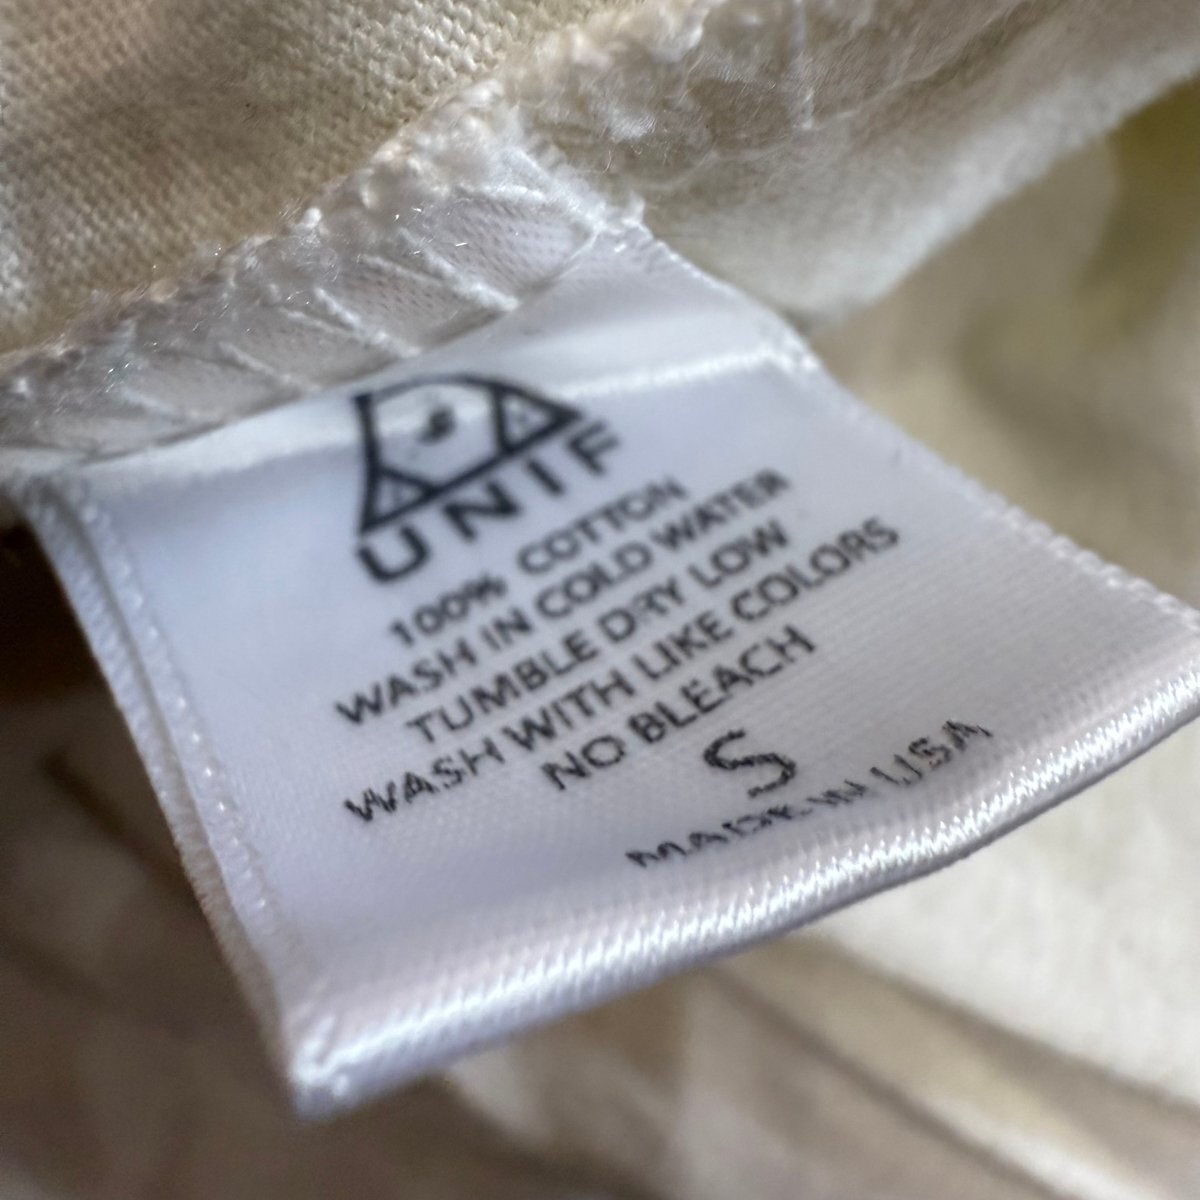 UNIF
100% COTTON
WASH IN COLD WATER
TUMBLE DRY LOW
WASH WITH LIKE COLORS
NO BLEACH
S
MADE IN USA